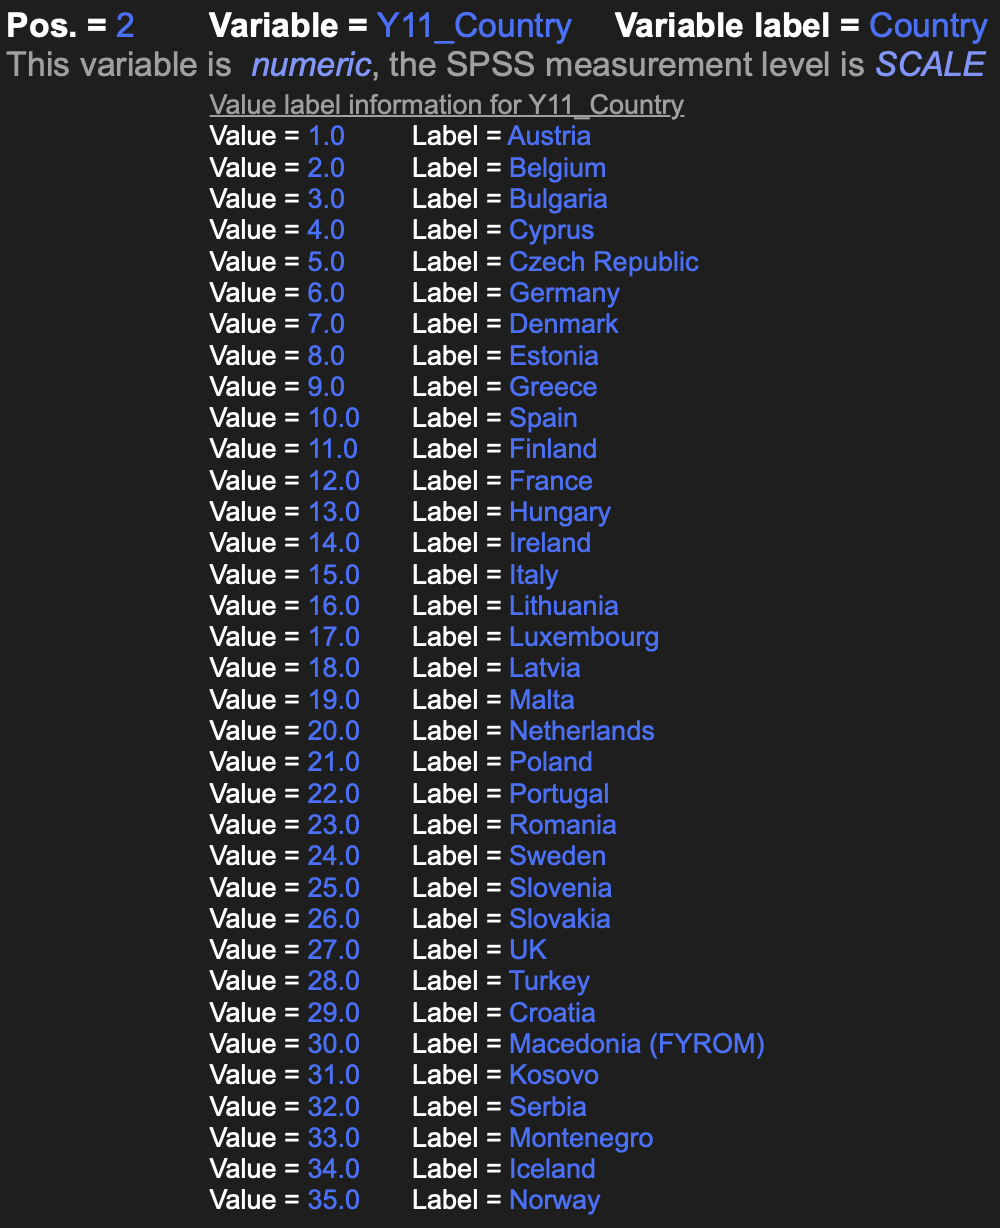 Pos. = 2 Variable = Y11_Country Variable label = Country
This variable is numeric, the SPSS measurement level is SCALE
Value label information for Y11_Country
Value = 1.0 Label = Austria
Value = 2.0 Label = Belgium
Value = 3.0 Label = Bulgaria
Value = 4.0 Label = Cyprus
Value = 5.0 Label = Czech Republic
Value = 6.0 Label = Germany
Value = 7.0 Label = Denmark
Value = 8.0 Label = Estonia
Value = 9.0 Label = Greece
Value = 10.0 Label = Spain
Value = 11.0 Label = Finland
Value = 12.0 Label = France
Value = 13.0 Label = Hungary
Value = 14.0 Label = Ireland
Value = 15.0 Label = Italy
Value = 16.0 Label = Lithuania
Value = 17.0 Label = Luxembourg
Value = 18.0 Label = Latvia
Value = 19.0 Label = Malta
Value = 20.0 Label = Netherlands
Value = 21.0 Label = Poland
Value = 22.0 Label = Portugal
Value = 23.0 Label = Romania
Value = 24.0 Label = Sweden
Value = 25.0 Label = Slovenia
Value = 26.0 Label = Slovakia
Value = 27.0 Label = UK
Value = 28.0 Label = Turkey
Value = 29.0 Label = Croatia
Value = 30.0 Label = Macedonia (FYROM)
Value = 31.0 Label = Kosovo
Value = 32.0 Label = Serbia
Value = 33.0 Label = Montenegro
Value = 34.0 Label = Iceland
Value = 35.0 Label = Norway